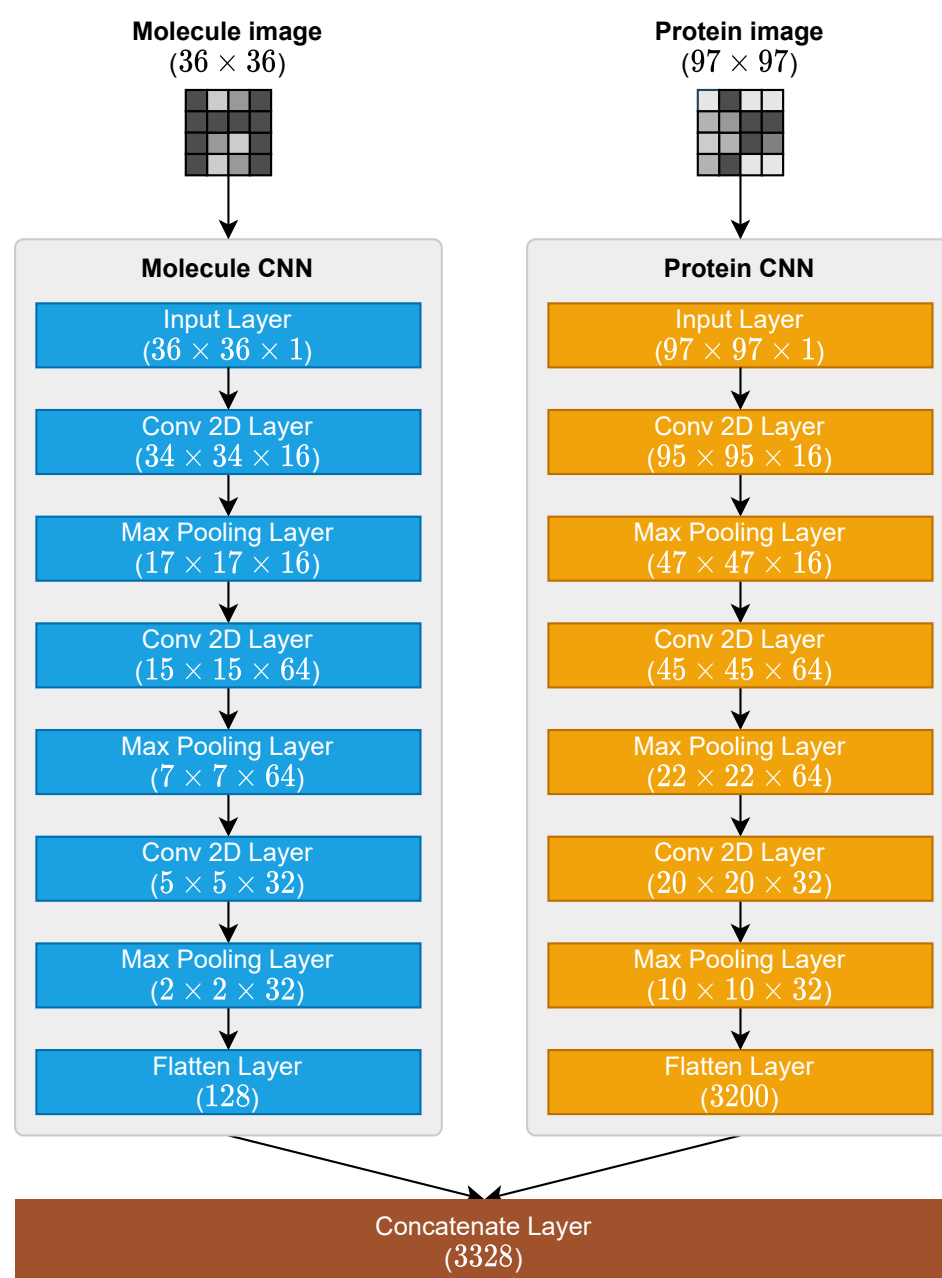 Molecule image
(36 × 36)
Molecule CNN
Input Layer
(36 × 36 × 1)
Conv 2D Layer
(34 × 34 × 16)
Max Pooling Layer
(17 × 17 × 16)
Conv 2D Layer
(15 × 15 × 64)
Max Pooling Layer
(7 × 7 × 64)
Conv 2D Layer
(5 × 5 × 32)
Max Pooling Layer
(2 × 2 × 32)
Flatten Layer
(128)
Protein image
(97 × 97)
Protein CNN
Input Layer
(97 × 97 × 1)
Conv 2D Layer
(95 × 95 × 16)
Max Pooling Layer
(47 × 47 × 16)
Conv 2D Layer
(45 × 45 × 64)
Max Pooling Layer
(22 × 22 × 64)
Conv 2D Layer
(20 × 20 × 32)
Max Pooling Layer
(10 × 10 × 32)
Flatten Layer
(3200)
Concatenate Layer
(3328)